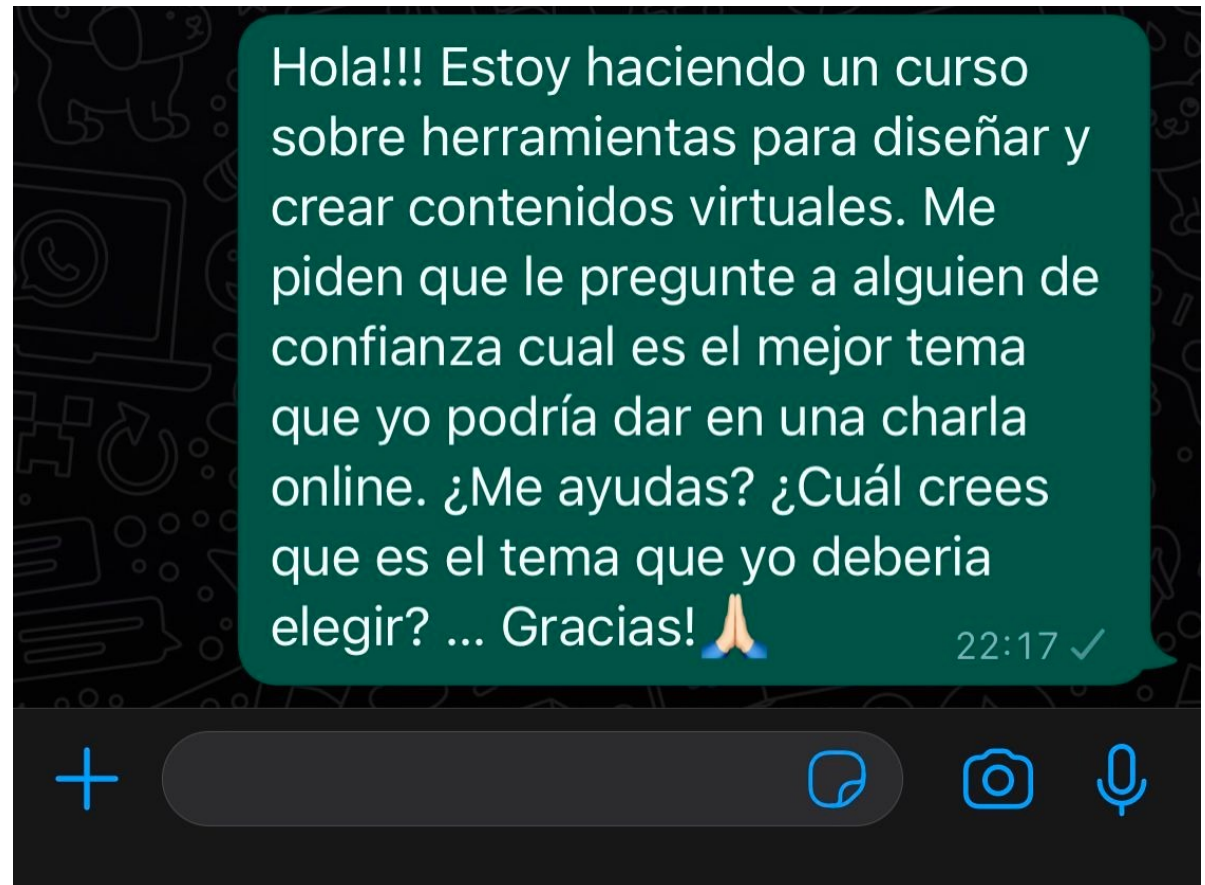 Hola!!! Estoy haciendo un curso
sobre herramientas para diseñar y
crear contenidos virtuales. Me
piden que le pregunte a alguien de
confianza cual es el mejor tema
que yo podría dar en una charla
online. ¿Me ayudas? ¿Cuál crees
que es el tema que yo deberia
elegir? ... Gracias!🙏🏻
22:17